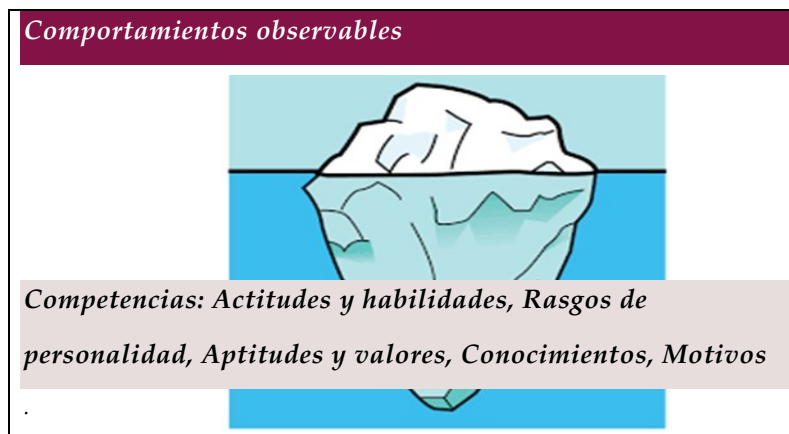 Comportamientos observables
Competencias: Actitudes y habilidades, Rasgos de
personalidad, Aptitudes y valores, Conocimientos, Motivos
.